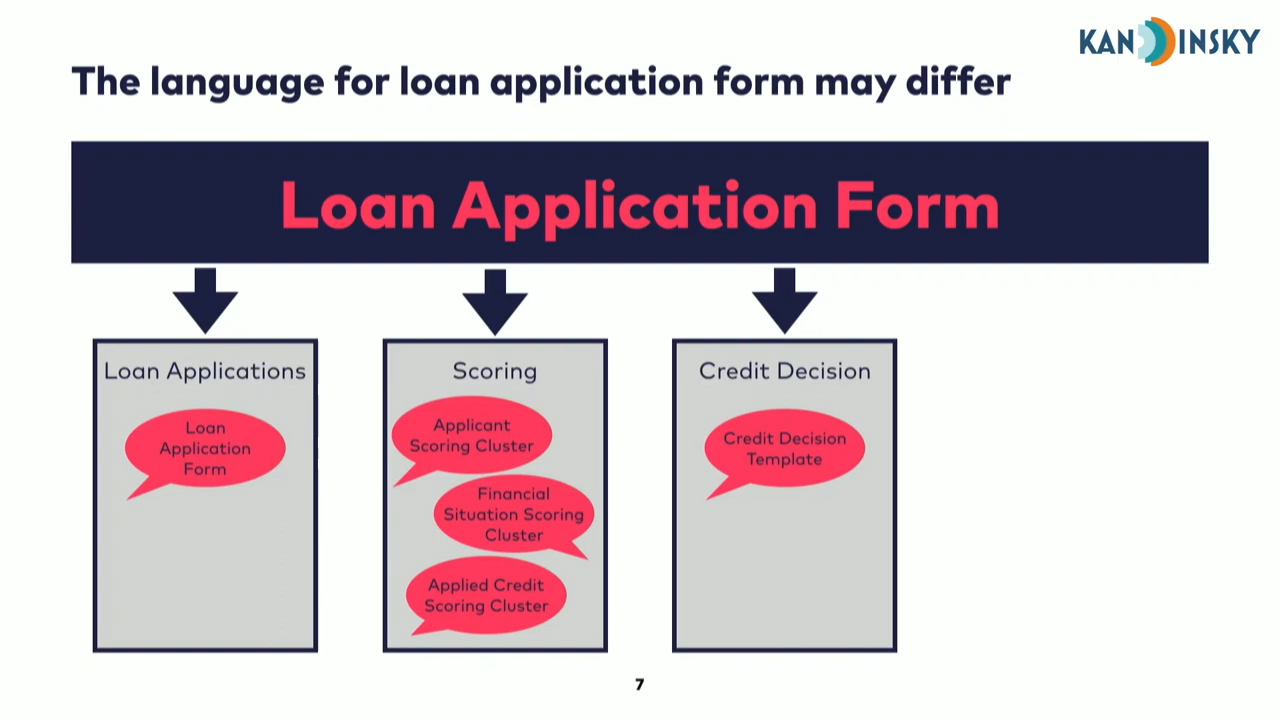 KANDDINSKY
The language for loan application form may differ
Loan Application Form
Loan Applications
Loan
Application
Form
Scoring
Applicant
Scoring Cluster
Financial
Situation Scoring
Cluster
Applied Credit
Scoring Cluster
Credit Decision
Credit Decision
Template
7